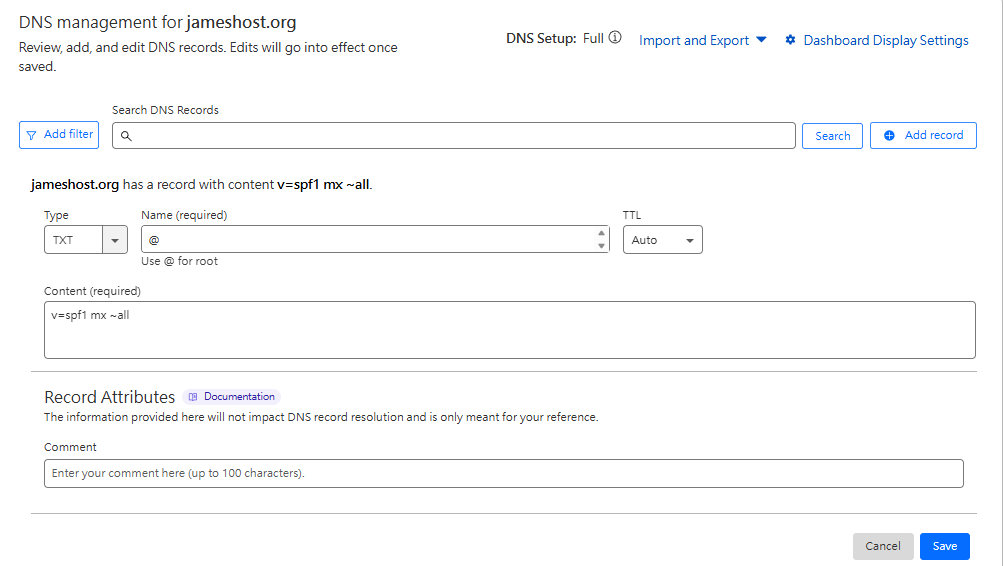 DNS management for jameshost.org
Review, add, and edit DNS records. Edits will go into effect once
saved.
DNS Setup: Full
Import and Export
Dashboard Display Settings
Search DNS Records
Add filter
Search
Add record
jameshost.org has a record with content v=spf1 mx ~all.
Type
Name (required)
TTL
TXT
@
Auto
Use @ for root
Content (required)
v=spf1 mx ~all
Record Attributes
Documentation
The information provided here will not impact DNS record resolution and is only meant for your reference.
Comment
Enter your comment here (up to 100 characters).
Cancel
Save